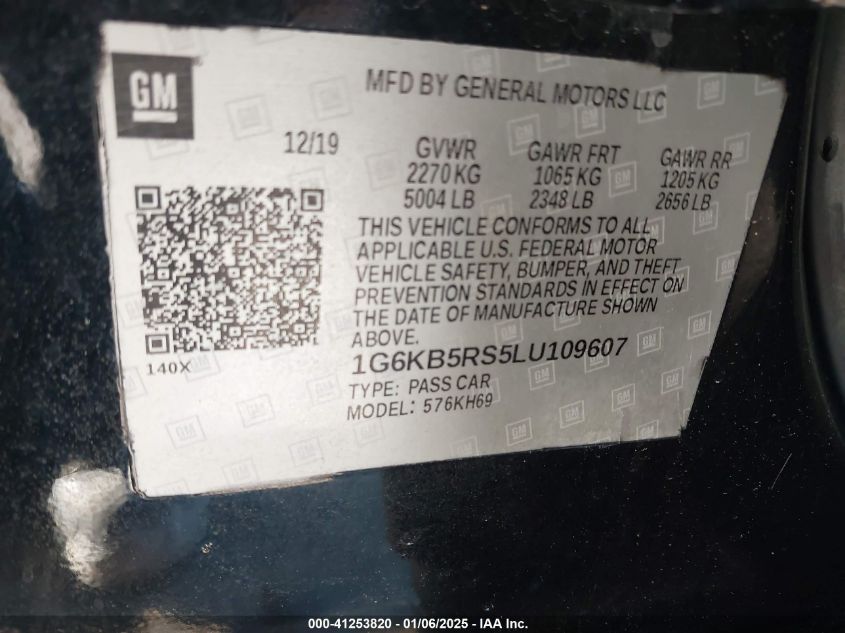 GM
MFD BY GENERAL MOTORS LLC
12/19
GVWR
2270 KG
5004 LB
GAWR FRT
1065 KG
2348 LB
GAWR RR
1205 KG
2656 LB
THIS VEHICLE CONFORMS TO ALL
APPLICABLE U.S. FEDERAL MOTOR
VEHICLE SAFETY, BUMPER, AND THEFT
PREVENTION STANDARDS IN EFFECT ON
THE DATE OF MANUFACTURE SHOWN
ABOVE.
140X
1G6KB5RS5LU109607
TYPE: PASS CAR
MODEL: 576KH69
000-41253820 - 01/06/2025 - IAA Inc.